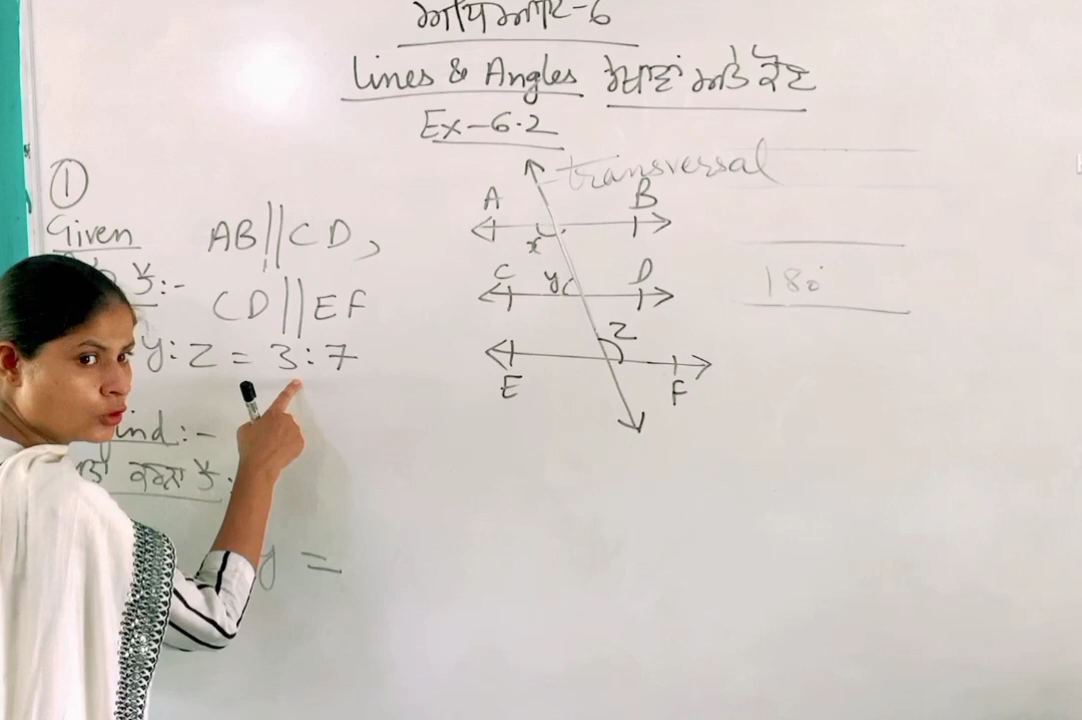 ਅਧਿਆਇ-6
Lines & Angles ਰੇਖਾਵਾਂ ਅਤੇ ਕੋਣ
Ex-6.2
①
Given AB||CD,
CD||EF
y:z = 3:7
find:-
ਕਰਨਾ ਹੈ:
y =
transversal
A B
x
C y D
z
E F
180°